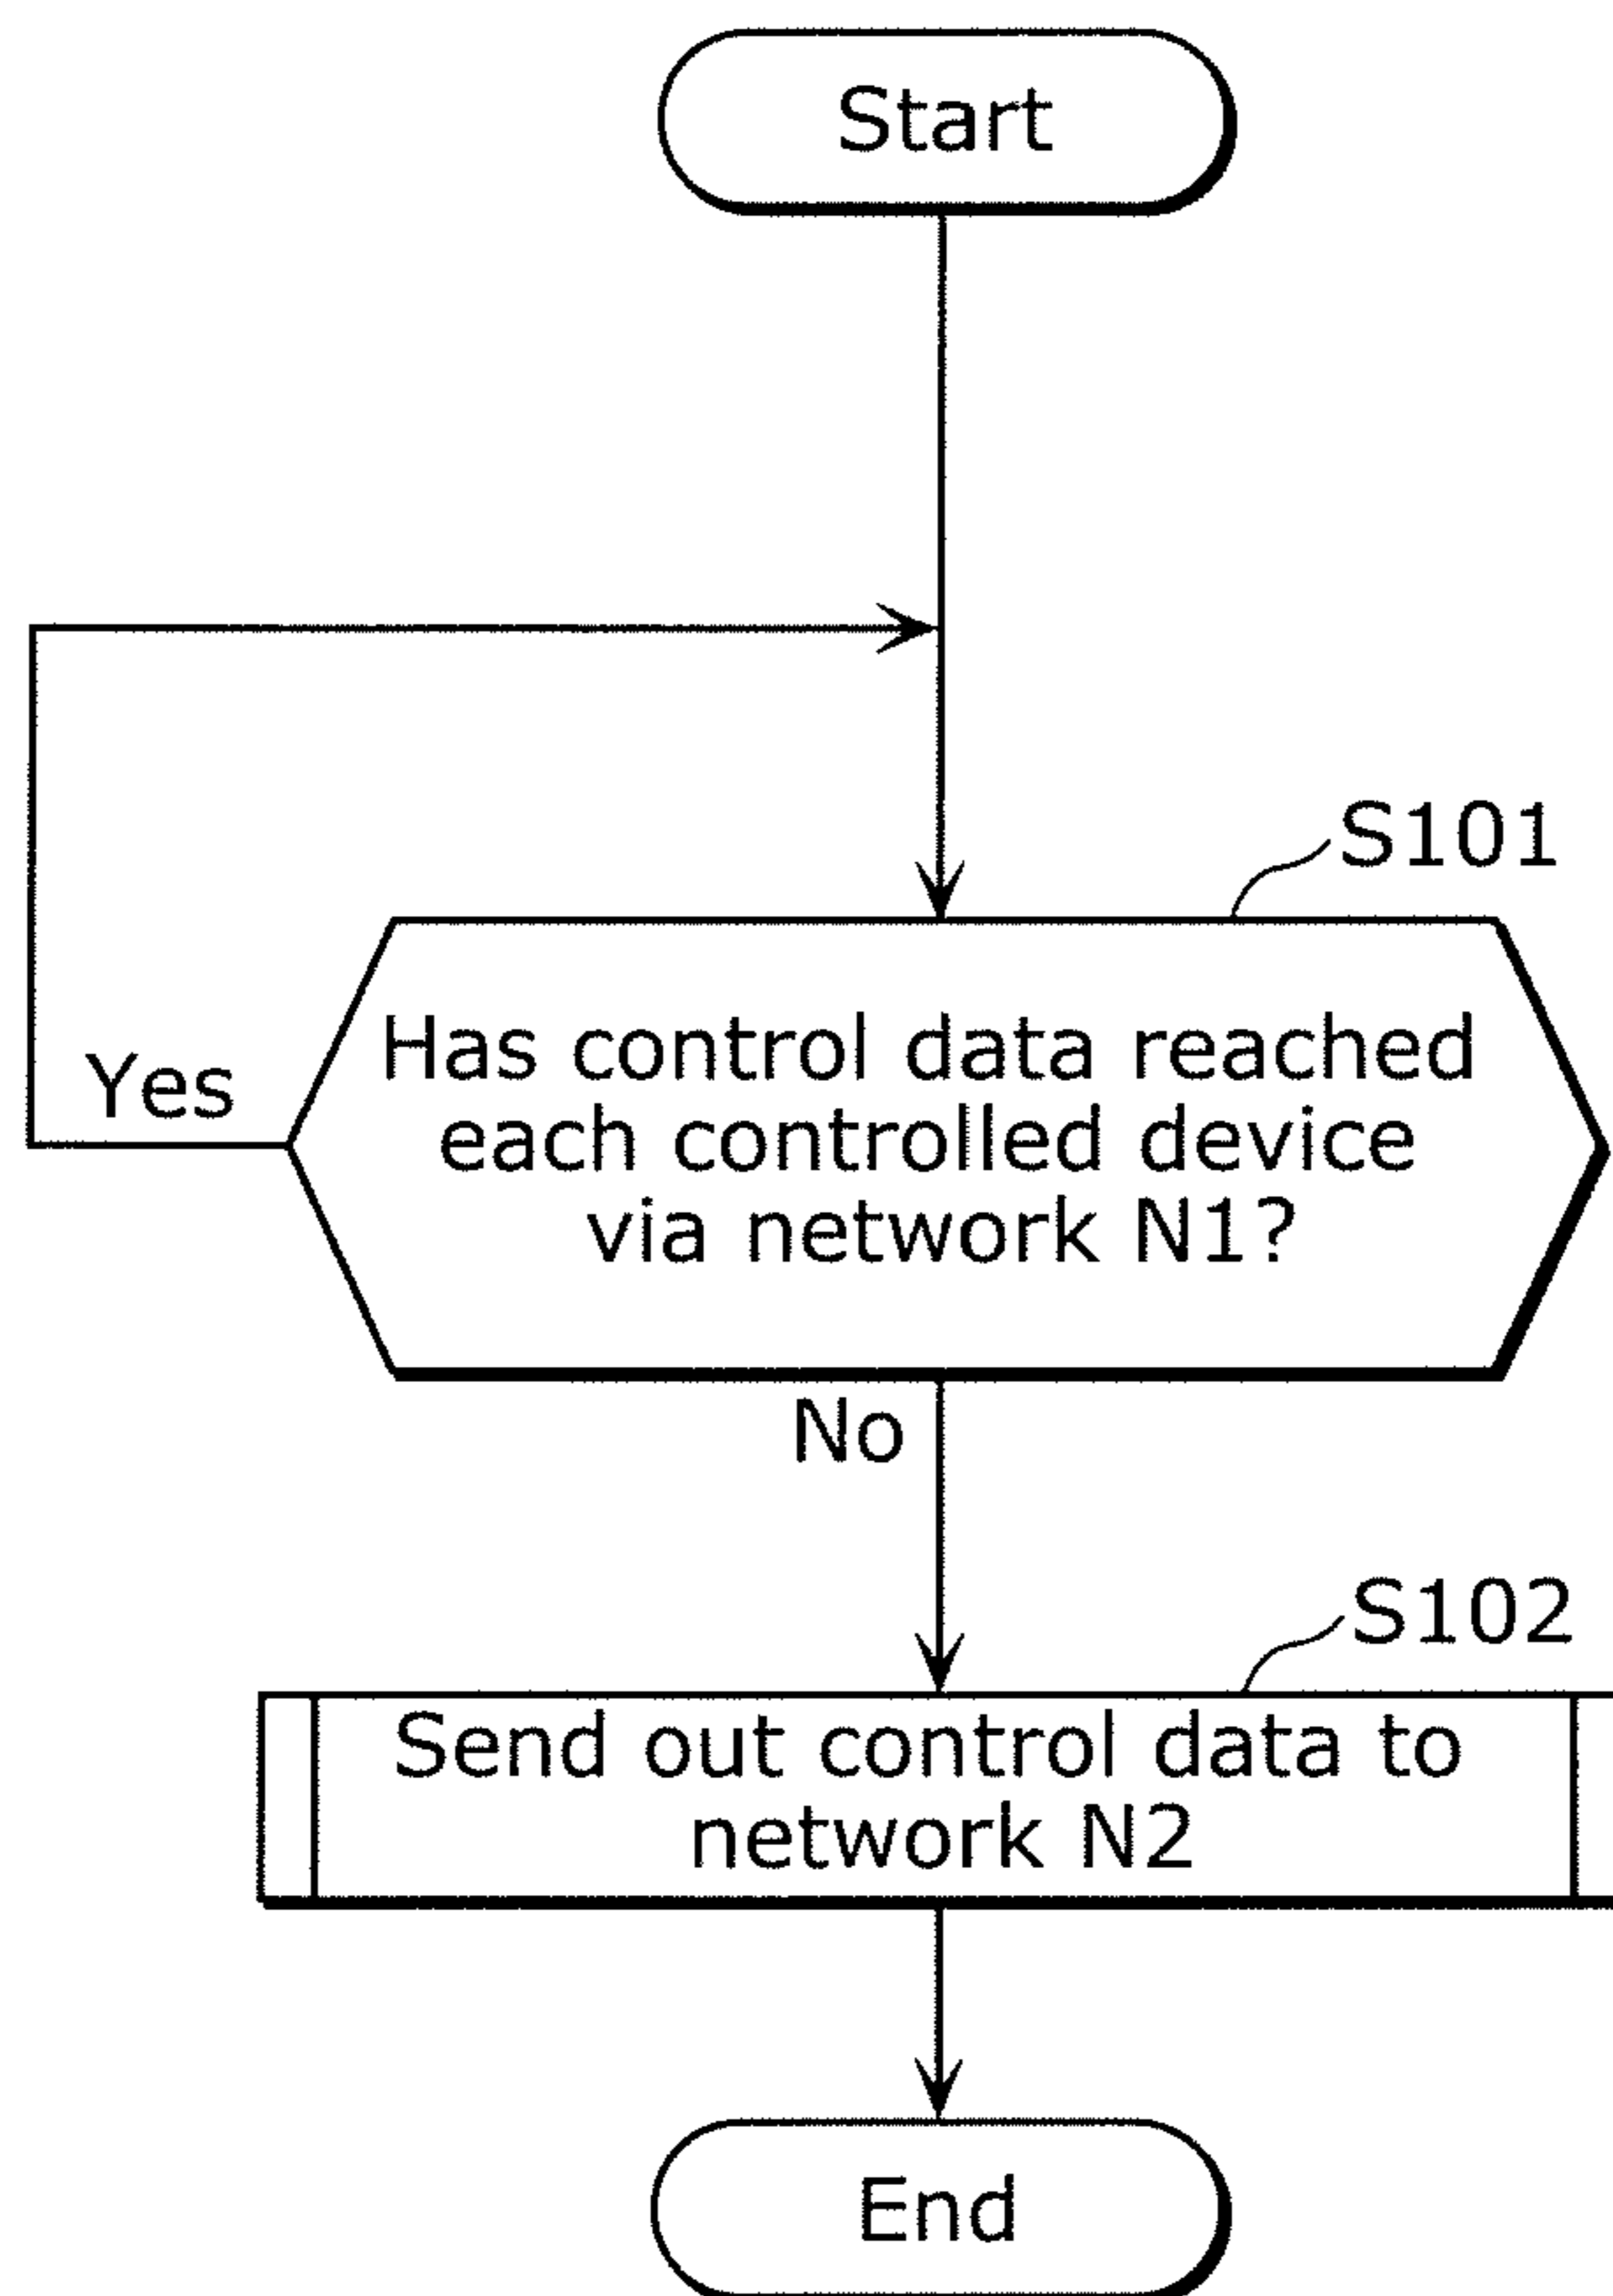 Start
S101
Has control data reached
each controlled device
via network N1?
Yes
No
S102
Send out control data to
network N2
End